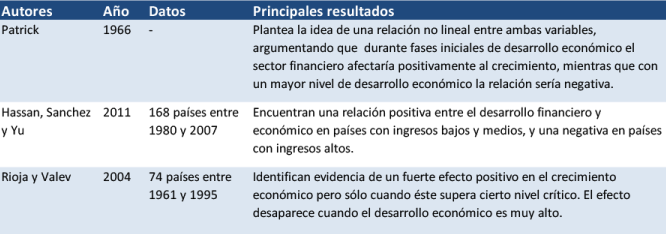 Autores Año Datos Principales resultados
Patrick 1966 - Plantea la idea de una relación no lineal entre ambas variables,
argumentando que durante fases iniciales de desarrollo económico el
sector financiero afectaría positivamente al crecimiento, mientras que con
un mayor nivel de desarrollo económico la relación sería negativa.
Hassan, Sanchez 2011 168 países entre Encuentran una relación positiva entre el desarrollo financiero y
y Yu 1980 y 2007 económico en países con ingresos bajos y medios, y una negativa en países
con ingresos altos.
Rioja y Valev 2004 74 países entre Identifican evidencia de un fuerte efecto positivo en el crecimiento
1961 y 1995 económico pero sólo cuando éste supera cierto nivel crítico. El efecto
desaparece cuando el desarrollo económico es muy alto.